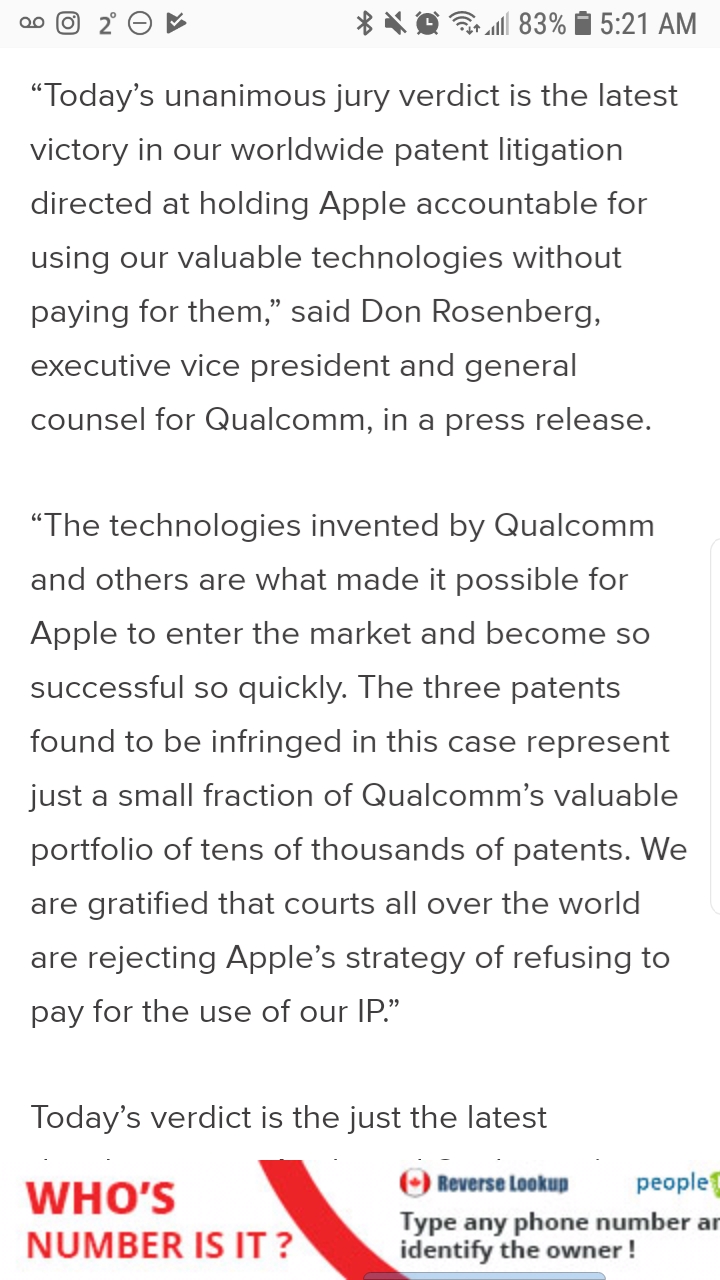 2° 83% 5:21 AM
“Today’s unanimous jury verdict is the latest
victory in our worldwide patent litigation
directed at holding Apple accountable for
using our valuable technologies without
paying for them,” said Don Rosenberg,
executive vice president and general
counsel for Qualcomm, in a press release.
“The technologies invented by Qualcomm
and others are what made it possible for
Apple to enter the market and become so
successful so quickly. The three patents
found to be infringed in this case represent
just a small fraction of Qualcomm’s valuable
portfolio of tens of thousands of patents. We
are gratified that courts all over the world
are rejecting Apple’s strategy of refusing to
pay for the use of our IP.”
Today’s verdict is the just the latest
WHO’S
NUMBER IS IT ?
Reverse Lookup people
Type any phone number
identify the owner !